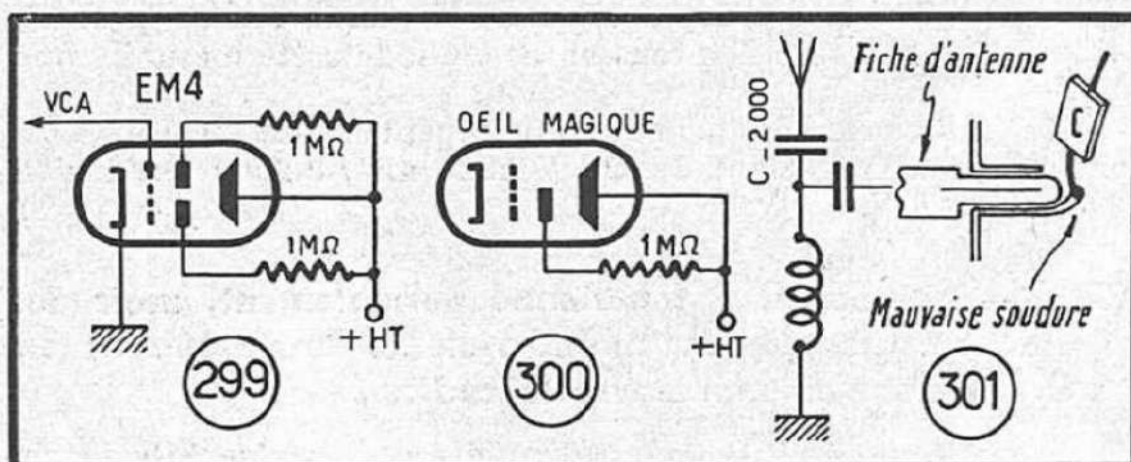 VCA
EM4
1MΩ
1MΩ
+HT
299
OEIL MAGIQUE
1MΩ
+HT
300
C_2000
Fiche d'antenne
C
Mauvaise soudure
301